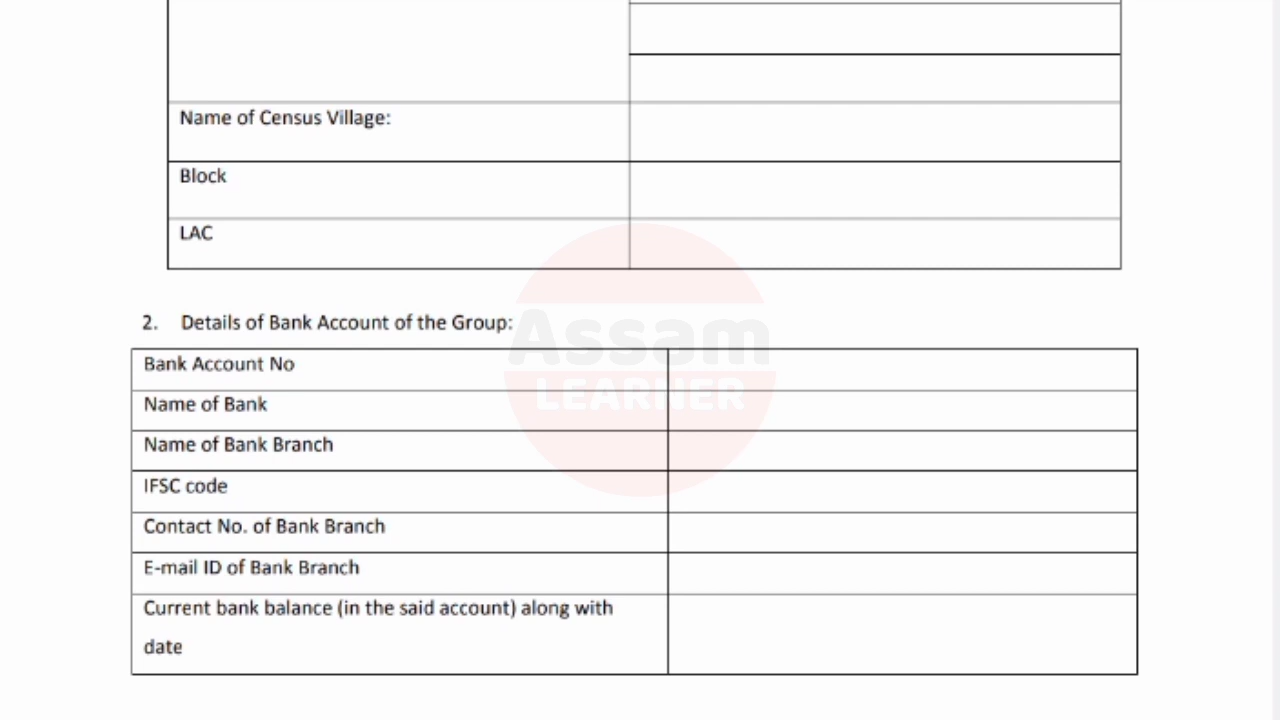 Name of Census Village:
Block
LAC
2. Details of Bank Account of the Group:
Assam
LEARNER
Bank Account No
Name of Bank
Name of Bank Branch
IFSC code
Contact No. of Bank Branch
E-mail ID of Bank Branch
Current bank balance (in the said account) along with
date